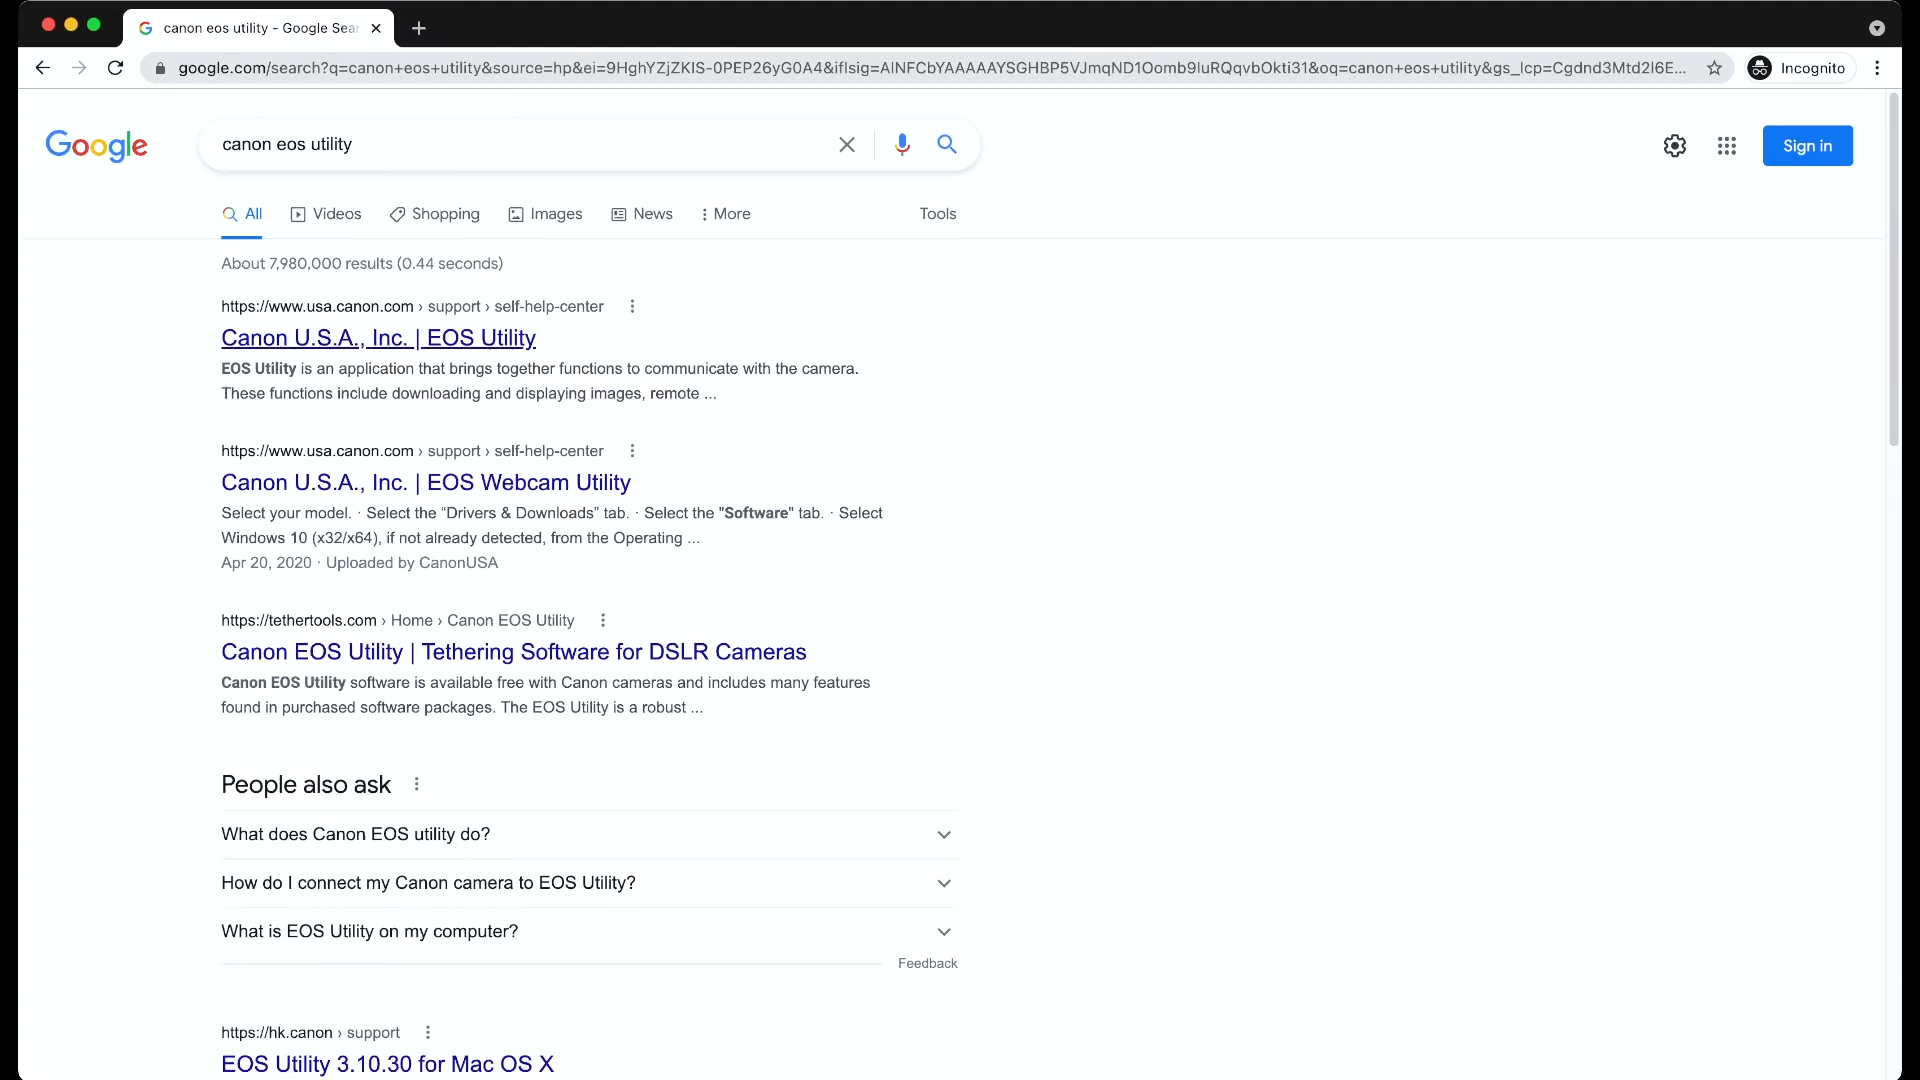 canon eos utility - Google Sear
google.com/search?q=canon+eos+utility&source=hp&ei=9HghYZjZKIS-0PEP26yG0A4&iflsig=AINFCbYAAAAAYSGHBP5VJmqND1Oomb9luRQqvbOkti31&oq=canon+eos+utility&gs_lcp=Cgdnd3Mtd2l6E...
Incognito
Google
canon eos utility
Sign in
All
Videos
Shopping
Images
News
More
Tools
About 7,980,000 results (0.44 seconds)
https://www.usa.canon.com › support › self-help-center
Canon U.S.A., Inc. | EOS Utility
EOS Utility is an application that brings together functions to communicate with the camera.
These functions include downloading and displaying images, remote ...
https://www.usa.canon.com › support › self-help-center
Canon U.S.A., Inc. | EOS Webcam Utility
Select your model. · Select the “Drivers & Downloads” tab. · Select the "Software" tab. · Select
Windows 10 (x32/x64), if not already detected, from the Operating ...
Apr 20, 2020 · Uploaded by CanonUSA
https://tethertools.com › Home › Canon EOS Utility
Canon EOS Utility | Tethering Software for DSLR Cameras
Canon EOS Utility software is available free with Canon cameras and includes many features
found in purchased software packages. The EOS Utility is a robust ...
People also ask
What does Canon EOS utility do?
How do I connect my Canon camera to EOS Utility?
What is EOS Utility on my computer?
Feedback
https://hk.canon › support
EOS Utility 3.10.30 for Mac OS X